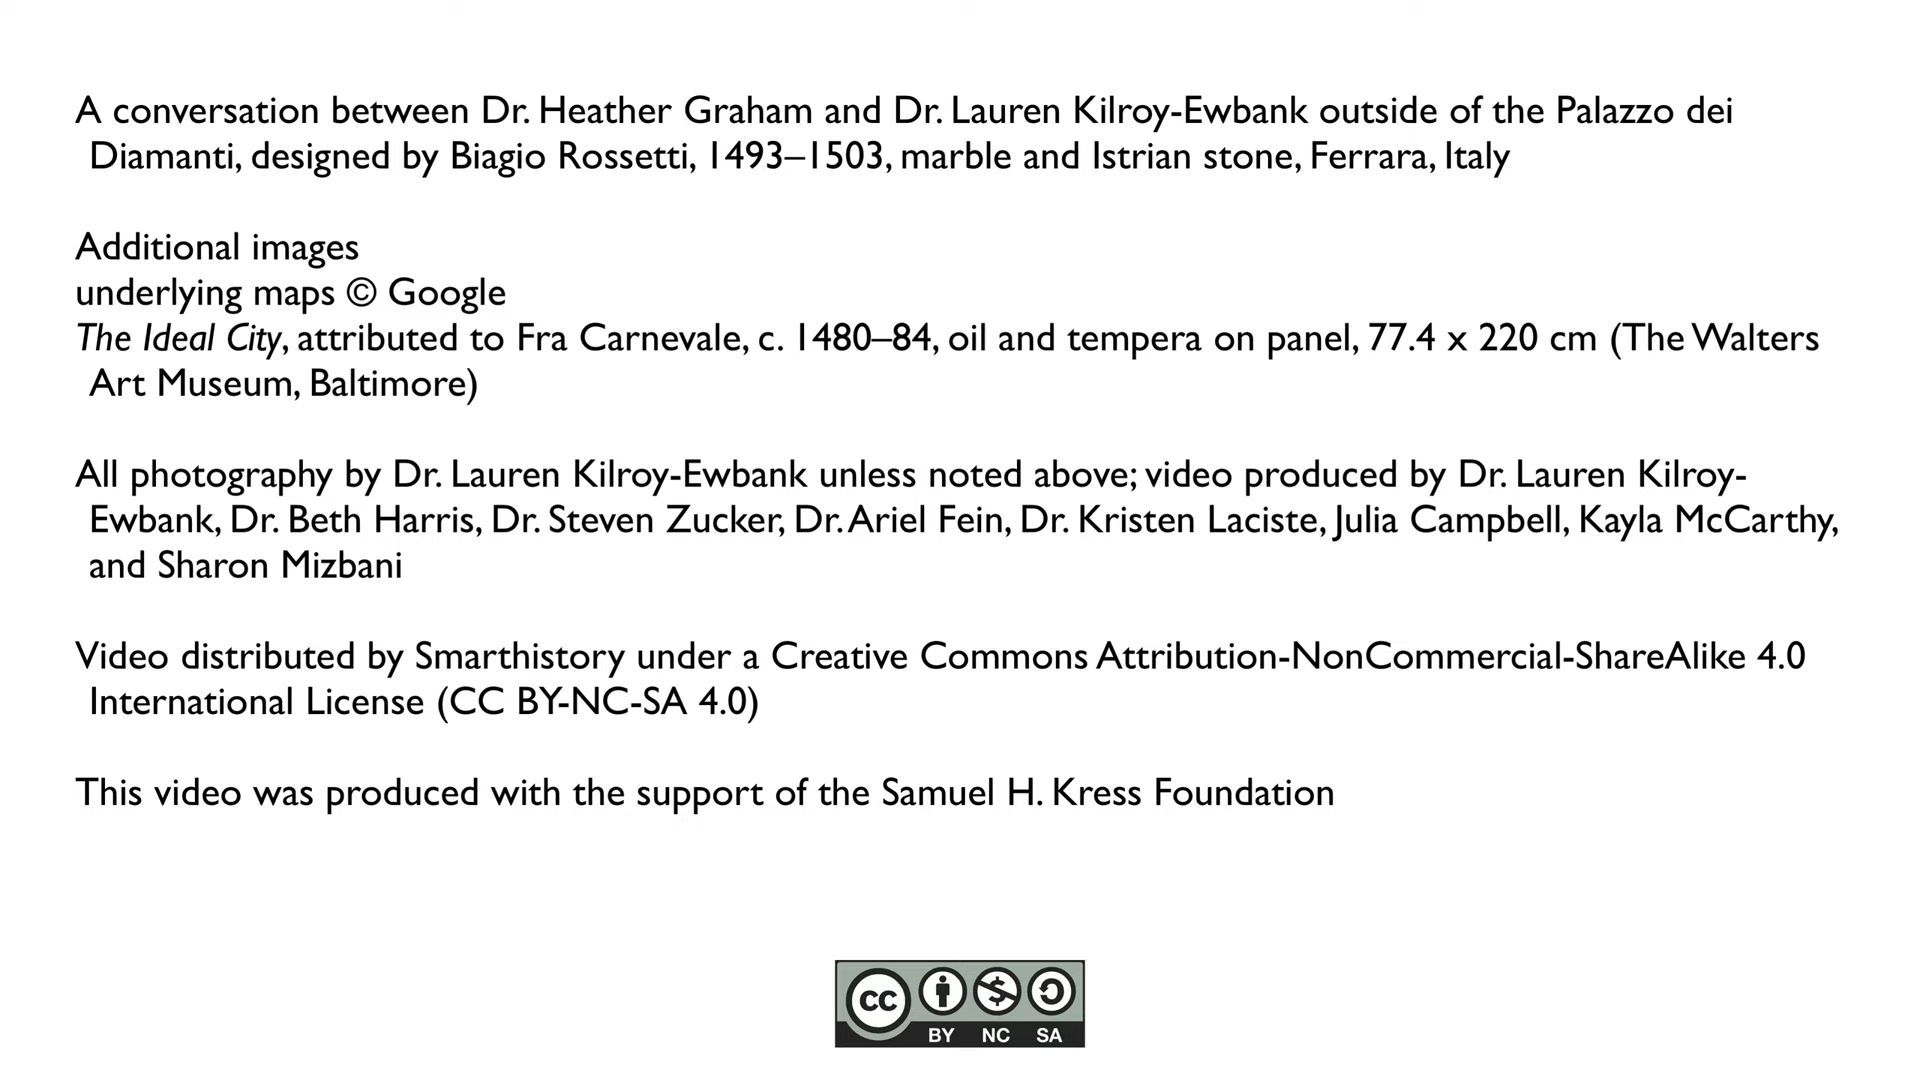 A conversation between Dr. Heather Graham and Dr. Lauren Kilroy-Ewbank outside of the Palazzo dei
Diamanti, designed by Biagio Rossetti, 1493–1503, marble and Istrian stone, Ferrara, Italy
Additional images
underlying maps © Google
The Ideal City, attributed to Fra Carnevale, c. 1480–84, oil and tempera on panel, 77.4 x 220 cm (The Walters
Art Museum, Baltimore)
All photography by Dr. Lauren Kilroy-Ewbank unless noted above; video produced by Dr. Lauren Kilroy-
Ewbank, Dr. Beth Harris, Dr. Steven Zucker, Dr. Ariel Fein, Dr. Kristen Laciste, Julia Campbell, Kayla McCarthy,
and Sharon Mizbani
Video distributed by Smarthistory under a Creative Commons Attribution-NonCommercial-ShareAlike 4.0
International License (CC BY-NC-SA 4.0)
This video was produced with the support of the Samuel H. Kress Foundation
CC
BY NC SA